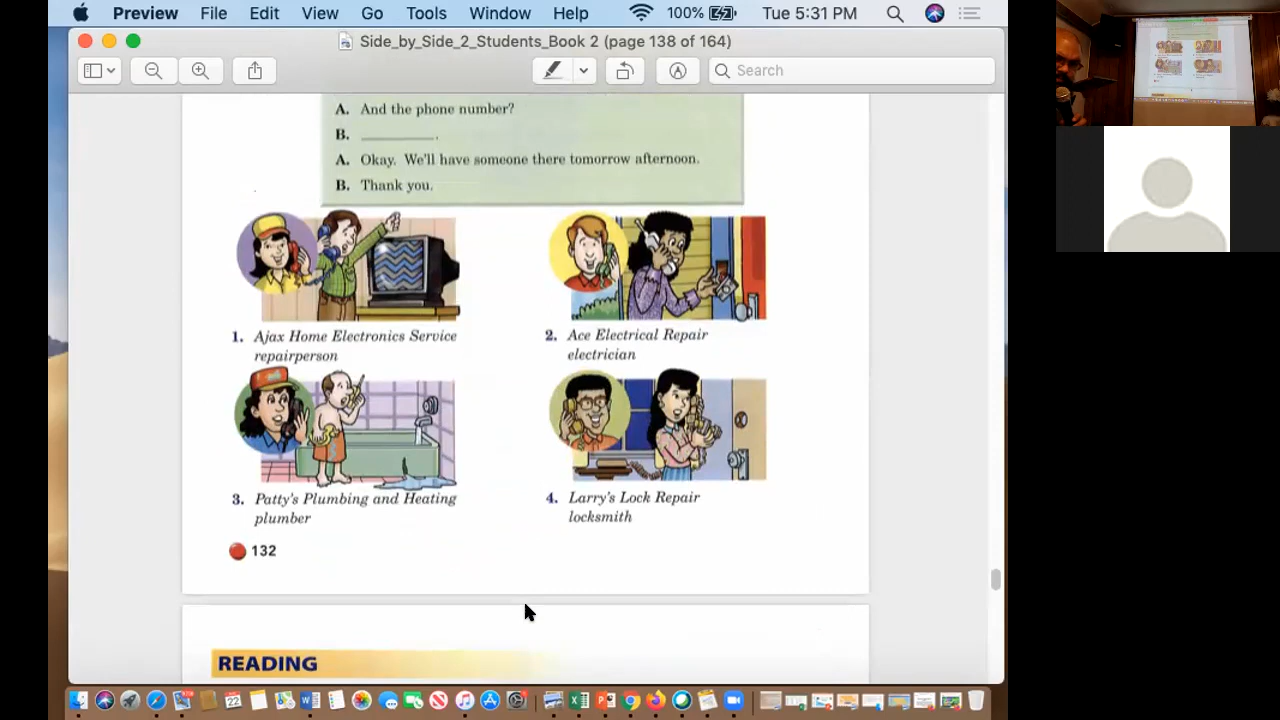 Preview File Edit View Go Tools Window Help 100% Tue 5:31 PM
Side_by_Side_2_Students_Book 2 (page 138 of 164)
Search
A. And the phone number?
B. ________.
A. Okay. We'll have someone there tomorrow afternoon.
B. Thank you.
1. Ajax Home Electronics Service
repairperson
2. Ace Electrical Repair
electrician
3. Patty's Plumbing and Heating
plumber
4. Larry's Lock Repair
locksmith
132
READING